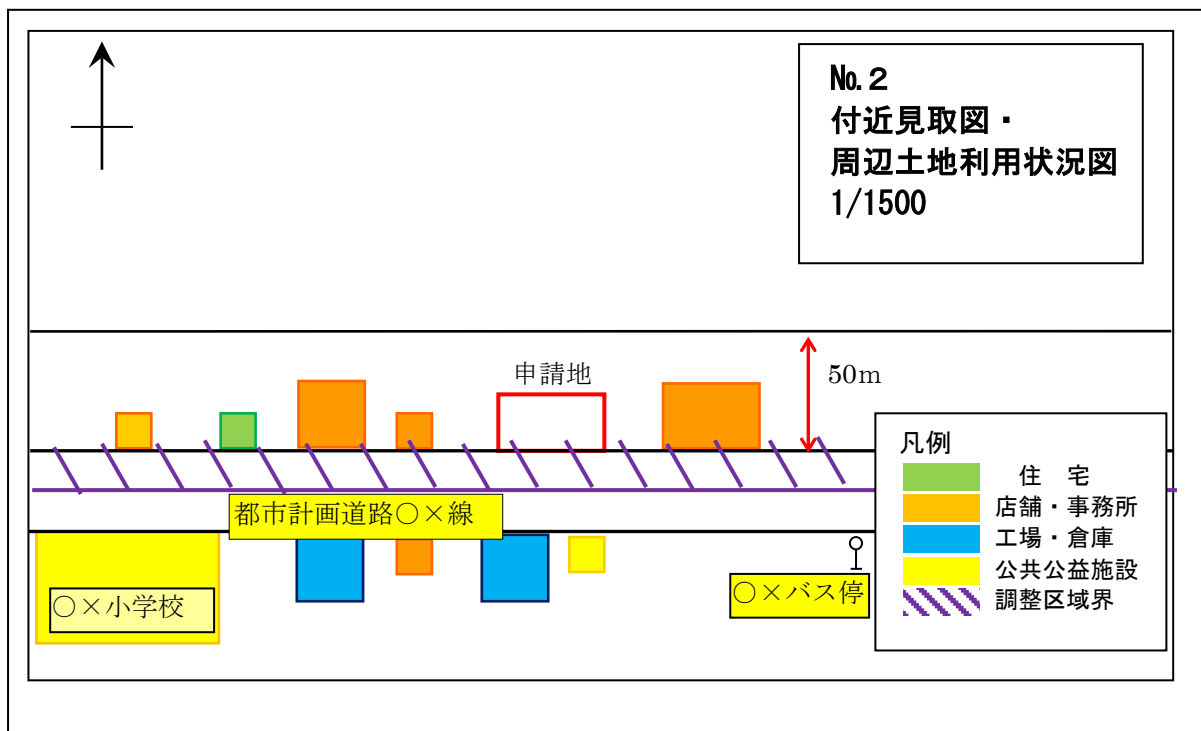 №２
付近見取図・
周辺土地利用状況図
1/1500
申請地
50m
凡例
住　宅
店舗・事務所
工場・倉庫
公共公益施設
調整区域界
都市計画道路○×線
○×小学校
○×バス停